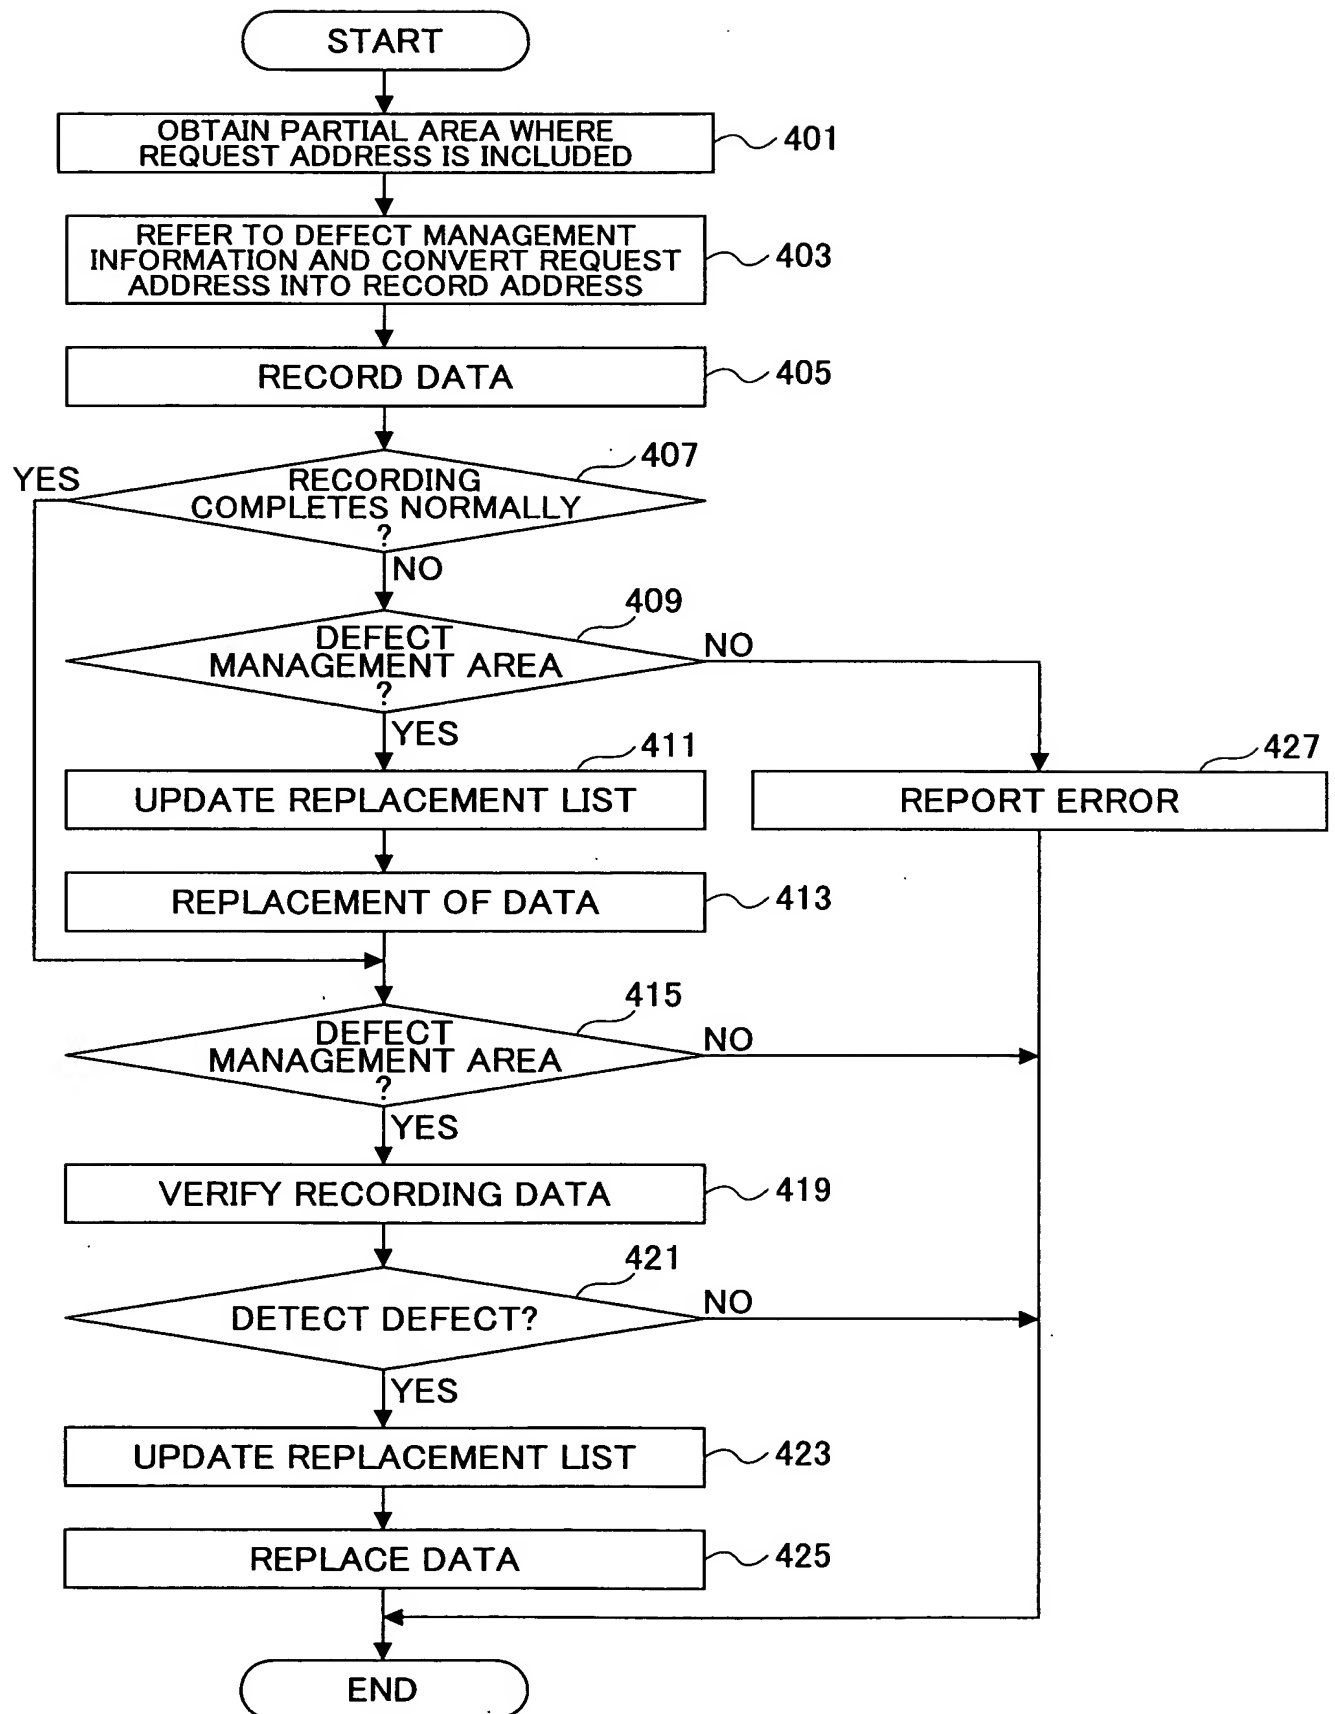 START
OBTAIN PARTIAL AREA WHERE
REQUEST ADDRESS IS INCLUDED
401
REFER TO DEFECT MANAGEMENT
INFORMATION AND CONVERT REQUEST
ADDRESS INTO RECORD ADDRESS
403
RECORD DATA
405
407
YES
RECORDING
COMPLETES NORMALLY
?
NO
409
DEFECT
MANAGEMENT AREA
?
NO
YES
411
UPDATE REPLACEMENT LIST
427
REPORT ERROR
REPLACEMENT OF DATA
413
415
DEFECT
MANAGEMENT AREA
?
NO
YES
VERIFY RECORDING DATA
419
421
DETECT DEFECT?
NO
YES
UPDATE REPLACEMENT LIST
423
REPLACE DATA
425
END